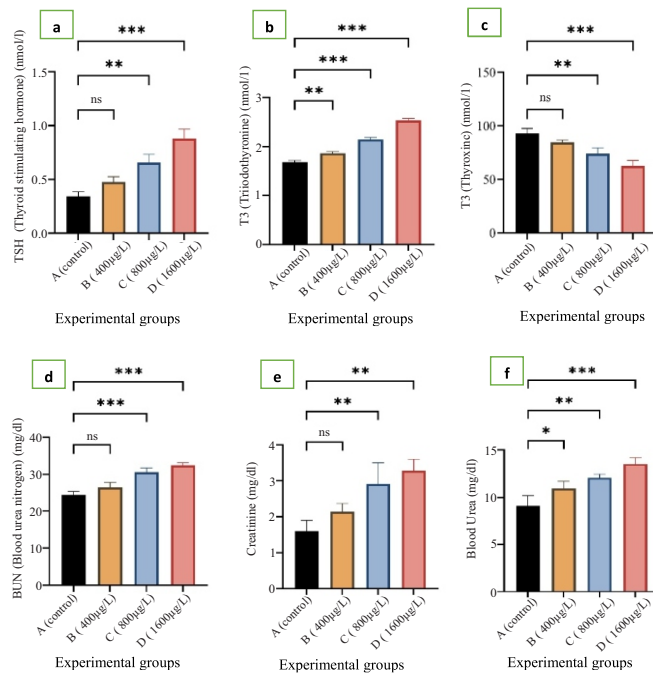 a
***
**
ns
TSH (Thyroid stimulating hormone) (nmol/l)
1.5
1.0
0.5
0.0
A (control)
B ( 400µg/L)
C ( 800µg/L)
D ( 1600µg/L)
Experimental groups
b
***
***
**
T3 (Triiodothyronine) (nmol/1)
3
2
1
0
A (control)
B ( 400µg/L)
C ( 800µg/L)
D ( 1600µg/L)
Experimental groups
c
***
**
ns
T3 (Thyroxine) (nmol/1)
150
100
50
0
A (control)
B ( 400µg/L)
C ( 800µg/L)
D ( 1600µg/L)
Experimental groups
d
***
***
ns
BUN (Blood urea nitrogen) (mg/dl)
40
30
20
10
0
A (control)
B ( 400µg/L)
C ( 800µg/L)
D ( 1600µg/L)
Experimental groups
e
**
**
ns
Creatinine (mg/dl)
4
3
2
1
0
A (control)
B ( 400µg/L)
C ( 800µg/L)
D ( 1600µg/L)
Experimental groups
f
***
**
*
Blood Urea (mg/dl)
15
10
5
0
A (control)
B ( 400µg/L)
C ( 800µg/L)
D ( 1600µg/L)
Experimental groups